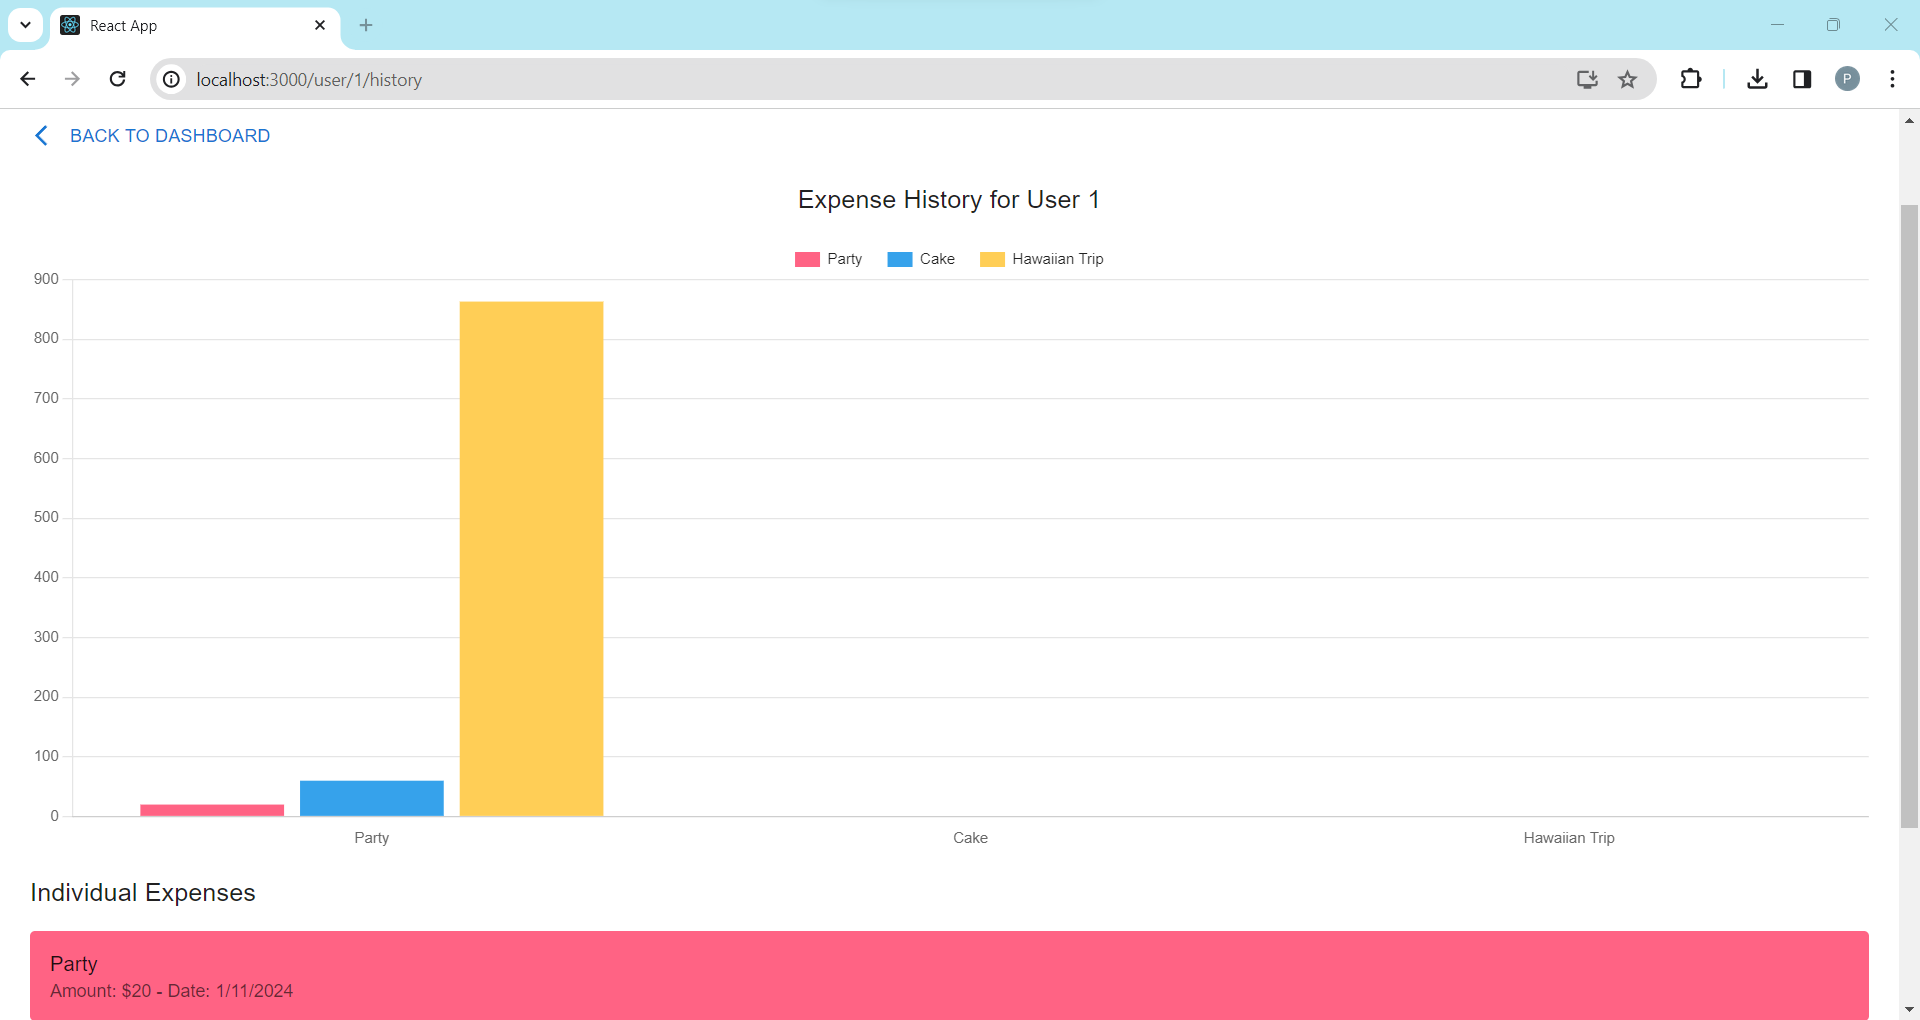 React App
localhost:3000/user/1/history
P
BACK TO DASHBOARD
Expense History for User 1
Party Cake Hawaiian Trip
900
800
700
600
500
400
300
200
100
0
Party Cake Hawaiian Trip
Individual Expenses
Party
Amount: $20 - Date: 1/11/2024